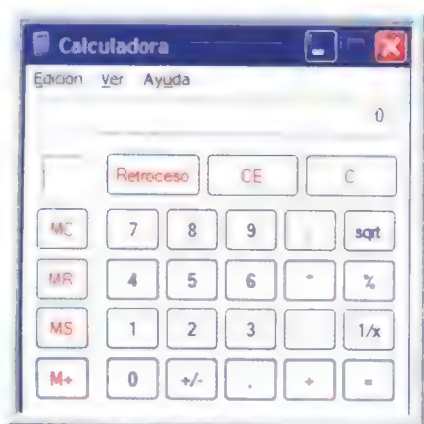 Calculadora
Edición Ver Ayuda
0
Retroceso CE C
MC 7 8 9 sqrt
MR 4 5 6 %
MS 1 2 3 1/x
M+ 0 +/- . + =